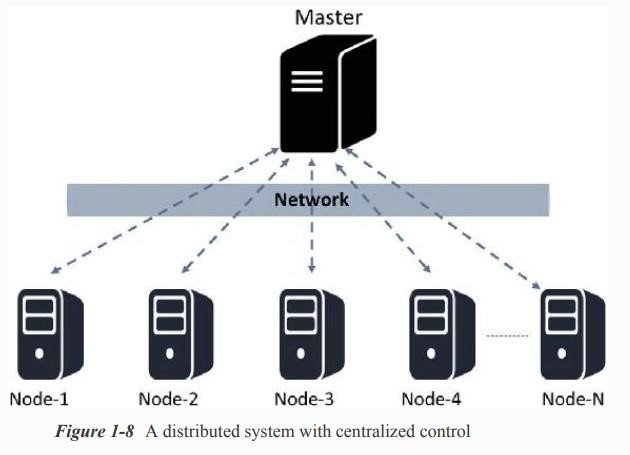 Master
Network
Node-1 Node-2 Node-3 Node-4 Node-N
Figure 1-8 A distributed system with centralized control